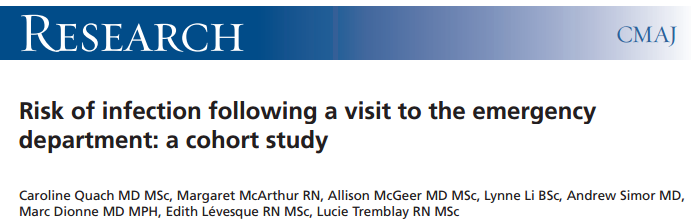 RESEARCH
CMAJ
Risk of infection following a visit to the emergency
department: a cohort study
Caroline Quach MD MSc, Margaret McArthur RN, Allison McGeer MD MSc, Lynne Li BSc, Andrew Simor MD,
Marc Dionne MD MPH, Edith Lévesque RN MSc, Lucie Tremblay RN MSc